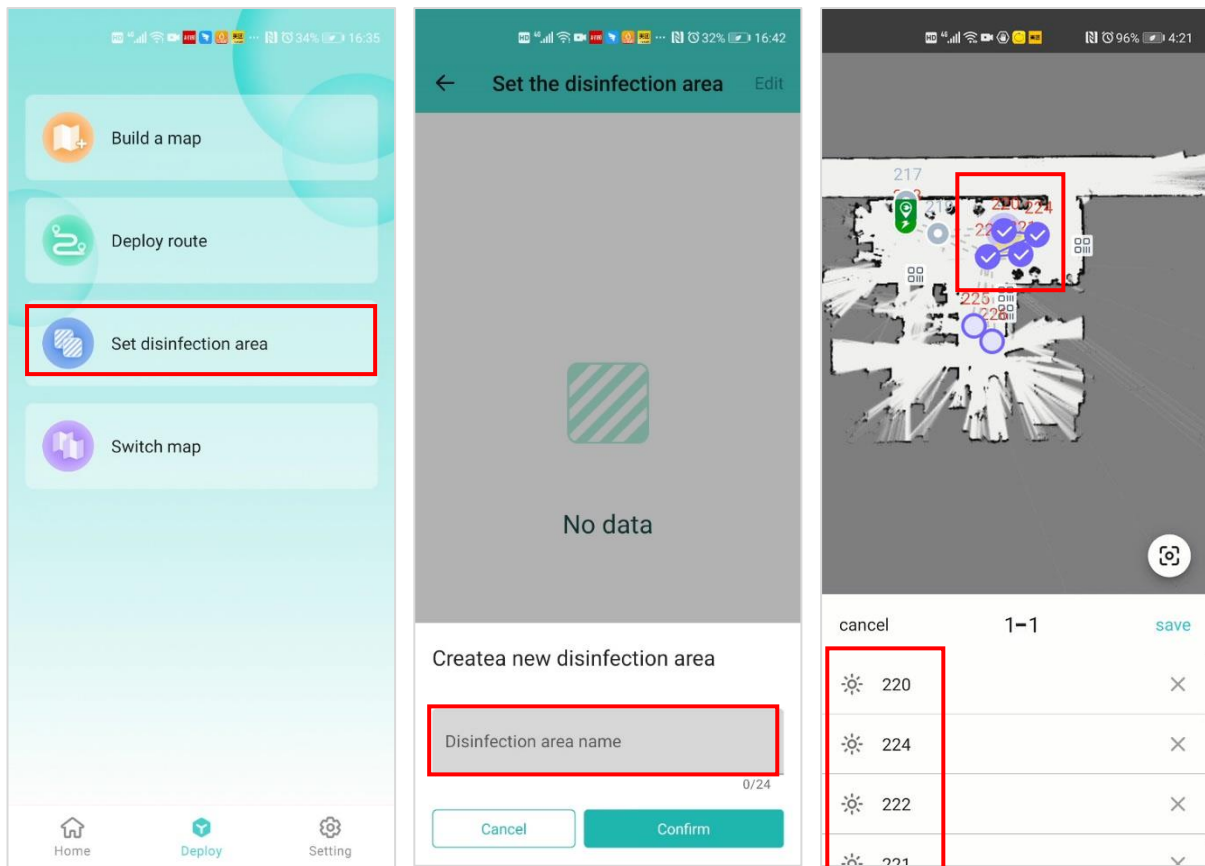 34% 16:35
Build a map
Deploy route
Set disinfection area
Switch map
Home Deploy Setting
32% 16:42
Set the disinfection area Edit
No data
Createa new disinfection area
Disinfection area name
0/24
Cancel Confirm
96% 4:21
217
220 224
225
226
cancel 1-1 save
220
224
222
221